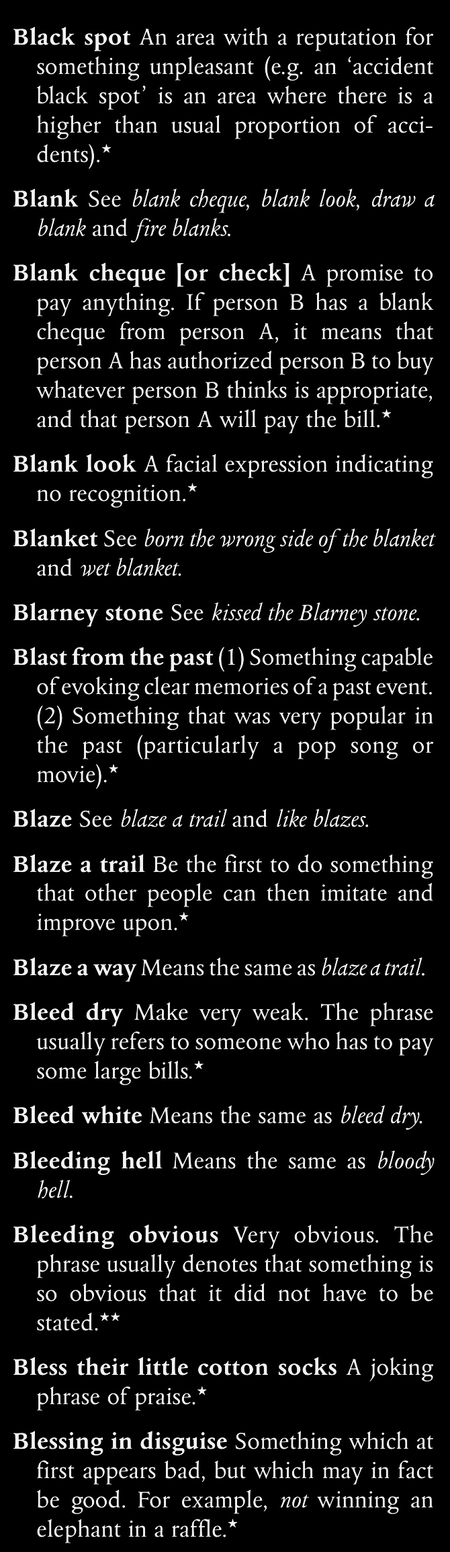 Black spot An area with a reputation for
something unpleasant (e.g. an ‘accident
black spot’ is an area where there is a
higher than usual proportion of acci-
dents).★
Blank See blank cheque, blank look, draw a
blank and fire blanks.
Blank cheque [or check] A promise to
pay anything. If person B has a blank
cheque from person A, it means that
person A has authorized person B to buy
whatever person B thinks is appropriate,
and that person A will pay the bill.★
Blank look A facial expression indicating
no recognition.★
Blanket See born the wrong side of the blanket
and wet blanket.
Blarney stone See kissed the Blarney stone.
Blast from the past (1) Something capable
of evoking clear memories of a past event.
(2) Something that was very popular in
the past (particularly a pop song or
movie).★
Blaze See blaze a trail and like blazes.
Blaze a trail Be the first to do something
that other people can then imitate and
improve upon.★
Blaze a way Means the same as blaze a trail.
Bleed dry Make very weak. The phrase
usually refers to someone who has to pay
some large bills.★
Bleed white Means the same as bleed dry.
Bleeding hell Means the same as bloody
hell.
Bleeding obvious Very obvious. The
phrase usually denotes that something is
so obvious that it did not have to be
stated.★★
Bless their little cotton socks A joking
phrase of praise.★
Blessing in disguise Something which at
first appears bad, but which may in fact
be good. For example, not winning an
elephant in a raffle.★